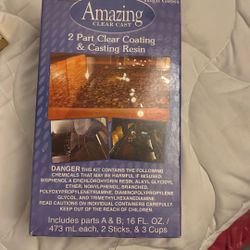 Amazing
CLEAR CAST
2 Part Clear Coating
& Casting Resin
DANGER THIS KIT CONTAINS THE FOLLOWING
CHEMICALS THAT MAY BE HARMFUL IF MISUSED
BISPHENOL A EPICHLOROHYDRIN RESIN, ALKYL GLYCIDYL
ETHER, NONYLPHENOL, BRANCHED,
POLYOXYPROPYLENETRIAMINE, DIAMINOPOLYPROPYLENE
GLYCOL, AND TRIMETHYLHEXANEDIAMINE.
READ CAUTIONS ON INDIVIDUAL CONTAINERS CAREFULLY.
KEEP OUT OF THE REACH OF CHILDREN.
Includes parts A & B; 16 FL. OZ. /
473 mL each, 2 Sticks, & 3 Cups